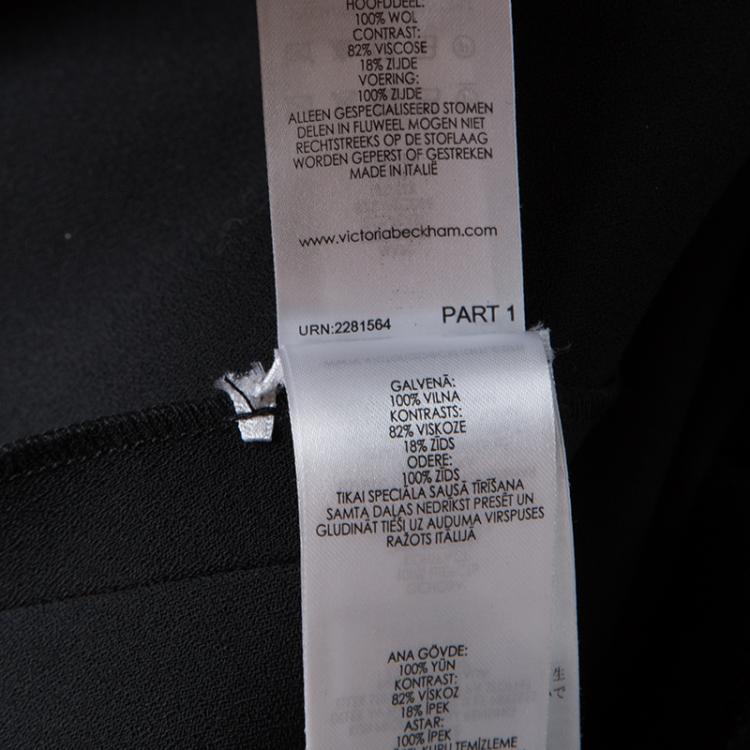 HOOFDDEEL:
100% WOL
CONTRAST:
82% VISCOSE
18% ZIJDE
VOERING:
100% ZIJDE
ALLEEN GESPECIALISEERD STOMEN
DELEN IN FLUWEEL MOGEN NIET
RECHTSTREEKS OP DE STOFLAAG
WORDEN GEPERST OF GESTREKEN
MADE IN ITALIË
www.victoriabeckham.com
URN:2281564
PART 1
GALVENĀ:
100% VILNA
KONTRASTS:
82% VISKOZE
18% ZĪDS
ODERE:
100% ZĪDS
TIKAI SPECIĀLA SAUSĀ TĪRĪŠANA
SAMTA DAĻAS NEDRĪKST PRESĒT UN
GLUDINĀT TIEŠI UZ AUDUMA VIRSPUSES
RAŽOTS ITĀLIJĀ
ANA GÖVDE:
100% YÜN
KONTRAST:
82% VİSKOZ
18% İPEK
ASTAR:
100% İPEK
KURU TEMİZLEME